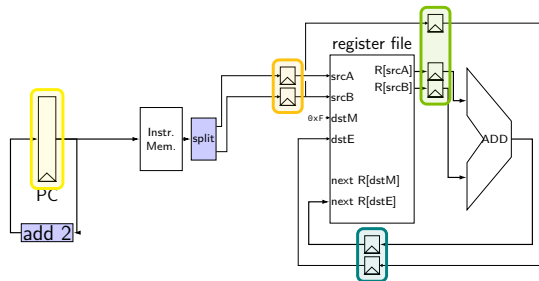 register file
srcA
srcB
0xF
dstM
dstE
next R[dstM]
next R[dstE]
R[srcA]
R[srcB]
Instr.
Mem.
split
ADD
PC
add 2